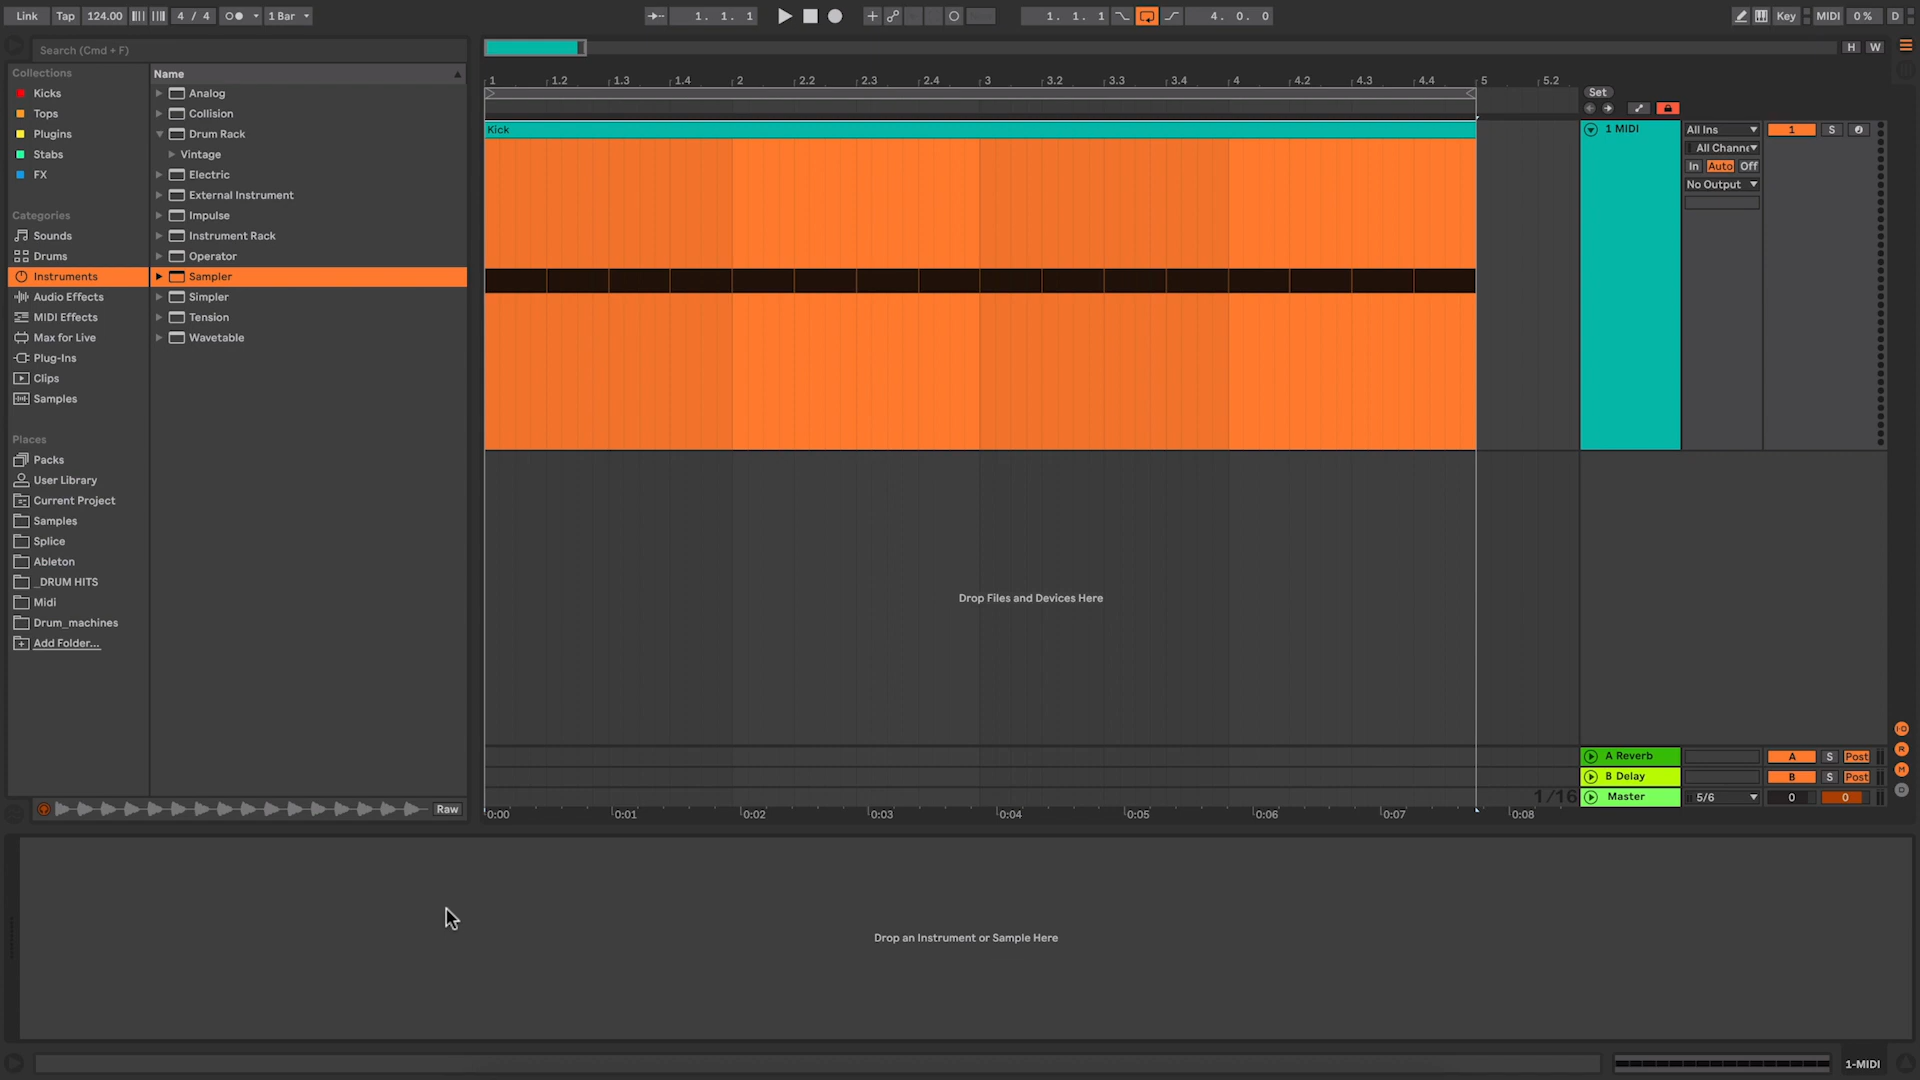 Link
Tap
124.00
4 / 4
1 Bar
1. 1. 1
1. 1. 1
4. 0. 0
Key
MIDI
0 %
D
Search (Cmd + F)
H
W
Collections
Kicks
Tops
Plugins
Stabs
FX
Categories
Sounds
Drums
Instruments
Audio Effects
MIDI Effects
Max for Live
Plug-Ins
Clips
Samples
Places
Packs
User Library
Current Project
Samples
Splice
Ableton
_DRUM HITS
Midi
Drum_machines
Add Folder...
Name
Analog
Collision
Drum Rack
Vintage
Electric
External Instrument
Impulse
Instrument Rack
Operator
Sampler
Simpler
Tension
Wavetable
Raw
1 1.2 1.3 1.4 2 2.2 2.3 2.4 3 3.2 3.3 3.4 4 4.2 4.3 4.4 5 5.2
Set
Kick
1 MIDI
All Ins
1
S
All Channe
In
Auto
Off
No Output
Drop Files and Devices Here
A Reverb
A
S
Post
B Delay
B
S
Post
1/16
Master
5/6
0
0
0:00 0:01 0:02 0:03 0:04 0:05 0:06 0:07 0:08
I·O
R
M
D
Drop an Instrument or Sample Here
1-MIDI